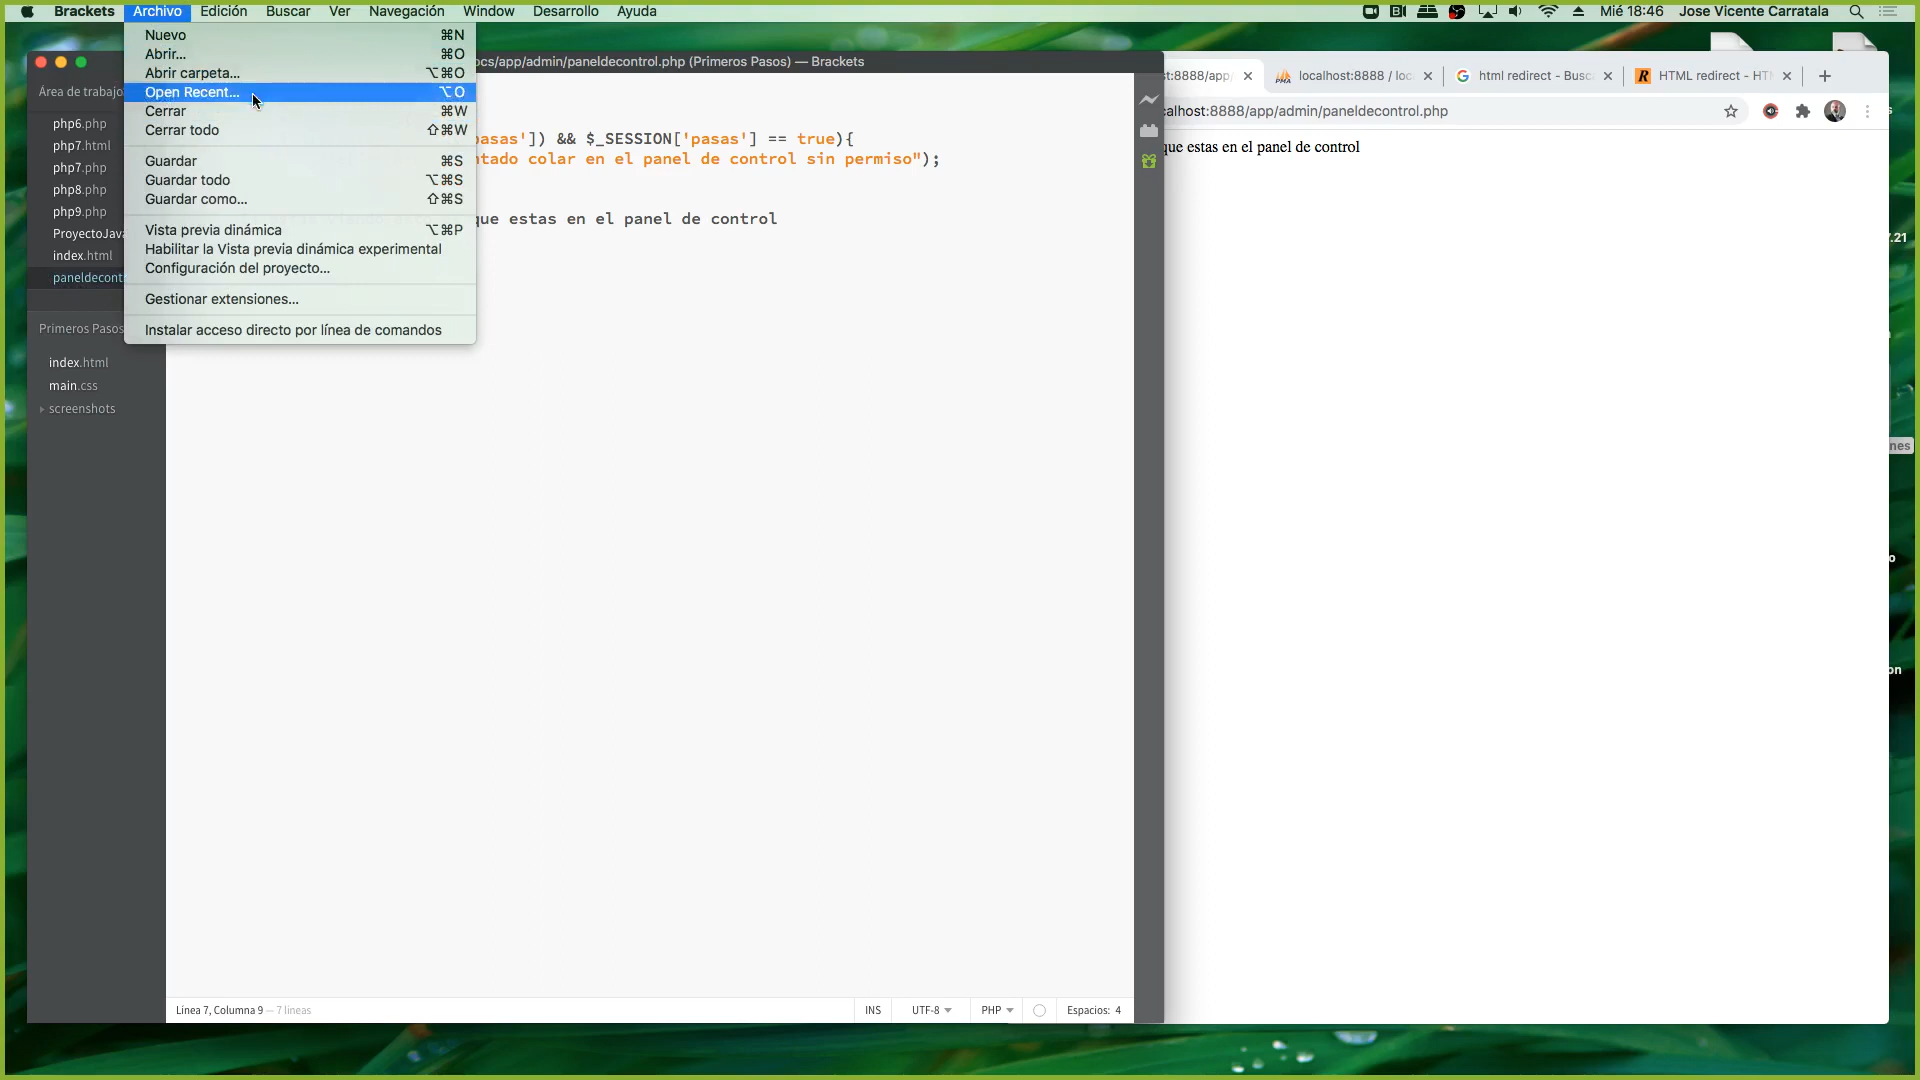 Brackets Archivo Edición Buscar Ver Navegación Window Desarrollo Ayuda
Mié 18:46 Jose Vicente Carratala
Nuevo ⌘N
Abrir... ⌘O
Abrir carpeta... ⌥⌘O
Open Recent... ⌥O
Cerrar ⌘W
Cerrar todo ⇧⌘W
Guardar ⌘S
Guardar todo ⌥⌘S
Guardar como... ⇧⌘S
Vista previa dinámica ⌥⌘P
Habilitar la Vista previa dinámica experimental
Configuración del proyecto...
Gestionar extensiones...
Instalar acceso directo por línea de comandos
ocs/app/admin/paneldecontrol.php (Primeros Pasos) — Brackets
Área de trabajo
php6.php
php7.html
php7.php
php8.php
php9.php
ProyectoJava
index.html
paneldecont
Primeros Pasos
index.html
main.css
screenshots
pasas']) && $_SESSION['pasas'] == true){
ntado colar en el panel de control sin permiso");
que estas en el panel de control
Línea 7, Columna 9 — 7 líneas
INS UTF-8 PHP Espacios: 4
st:8888/app/
localhost:8888 / loc
html redirect - Busc
HTML redirect - HT
alhost:8888/app/admin/paneldecontrol.php
que estas en el panel de control
.21
nes